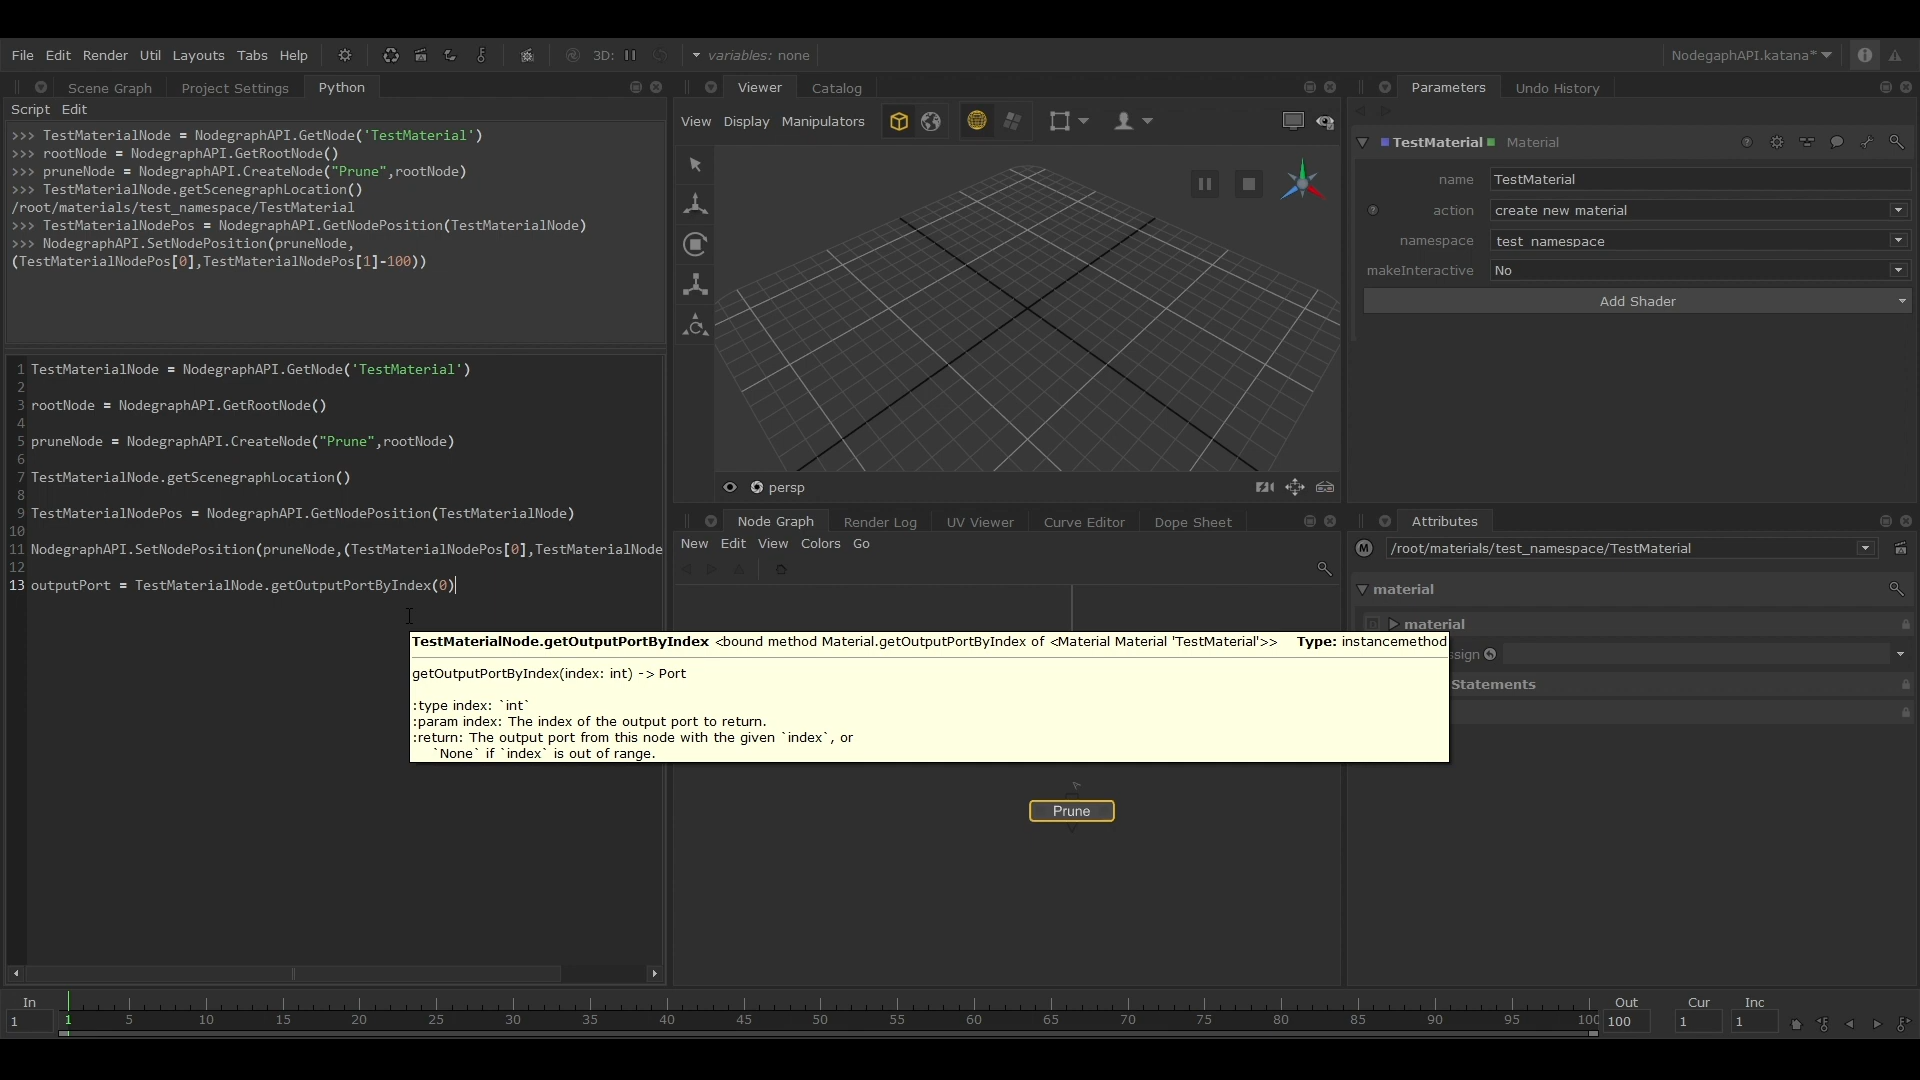 File Edit Render Util Layouts Tabs Help 3D: variables: none NodegaphAPI.katana*
Scene Graph Project Settings Python
Script Edit
>>> TestMaterialNode = NodegraphAPI.GetNode('TestMaterial')
>>> rootNode = NodegraphAPI.GetRootNode()
>>> pruneNode = NodegraphAPI.CreateNode("Prune",rootNode)
>>> TestMaterialNode.getScenegraphLocation()
/root/materials/test_namespace/TestMaterial
>>> TestMaterialNodePos = NodegraphAPI.GetNodePosition(TestMaterialNode)
>>> NodegraphAPI.SetNodePosition(pruneNode,
(TestMaterialNodePos[0],TestMaterialNodePos[1]-100))
1 TestMaterialNode = NodegraphAPI.GetNode('TestMaterial')
2
3 rootNode = NodegraphAPI.GetRootNode()
4
5 pruneNode = NodegraphAPI.CreateNode("Prune",rootNode)
6
7 TestMaterialNode.getScenegraphLocation()
8
9 TestMaterialNodePos = NodegraphAPI.GetNodePosition(TestMaterialNode)
10
11 NodegraphAPI.SetNodePosition(pruneNode,(TestMaterialNodePos[0],TestMaterialNode
12
13 outputPort = TestMaterialNode.getOutputPortByIndex(0)
Viewer Catalog
View Display Manipulators
persp
Node Graph Render Log UV Viewer Curve Editor Dope Sheet
New Edit View Colors Go
TestMaterialNode.getOutputPortByIndex <bound method Material.getOutputPortByIndex of <Material Material 'TestMaterial'>> Type: instancemethod
getOutputPortByIndex(index: int) -> Port
:type index: `int`
:param index: The index of the output port to return.
:return: The output port from this node with the given `index`, or
`None` if `index` is out of range.
Prune
Parameters Undo History
TestMaterial Material
name TestMaterial
action create new material
namespace test_namespace
makeInteractive No
Add Shader
Attributes
M /root/materials/test_namespace/TestMaterial
material
material
sign
Statements
In Out Cur Inc
1 1 5 10 15 20 25 30 35 40 45 50 55 60 65 70 75 80 85 90 95 100 100 1 1